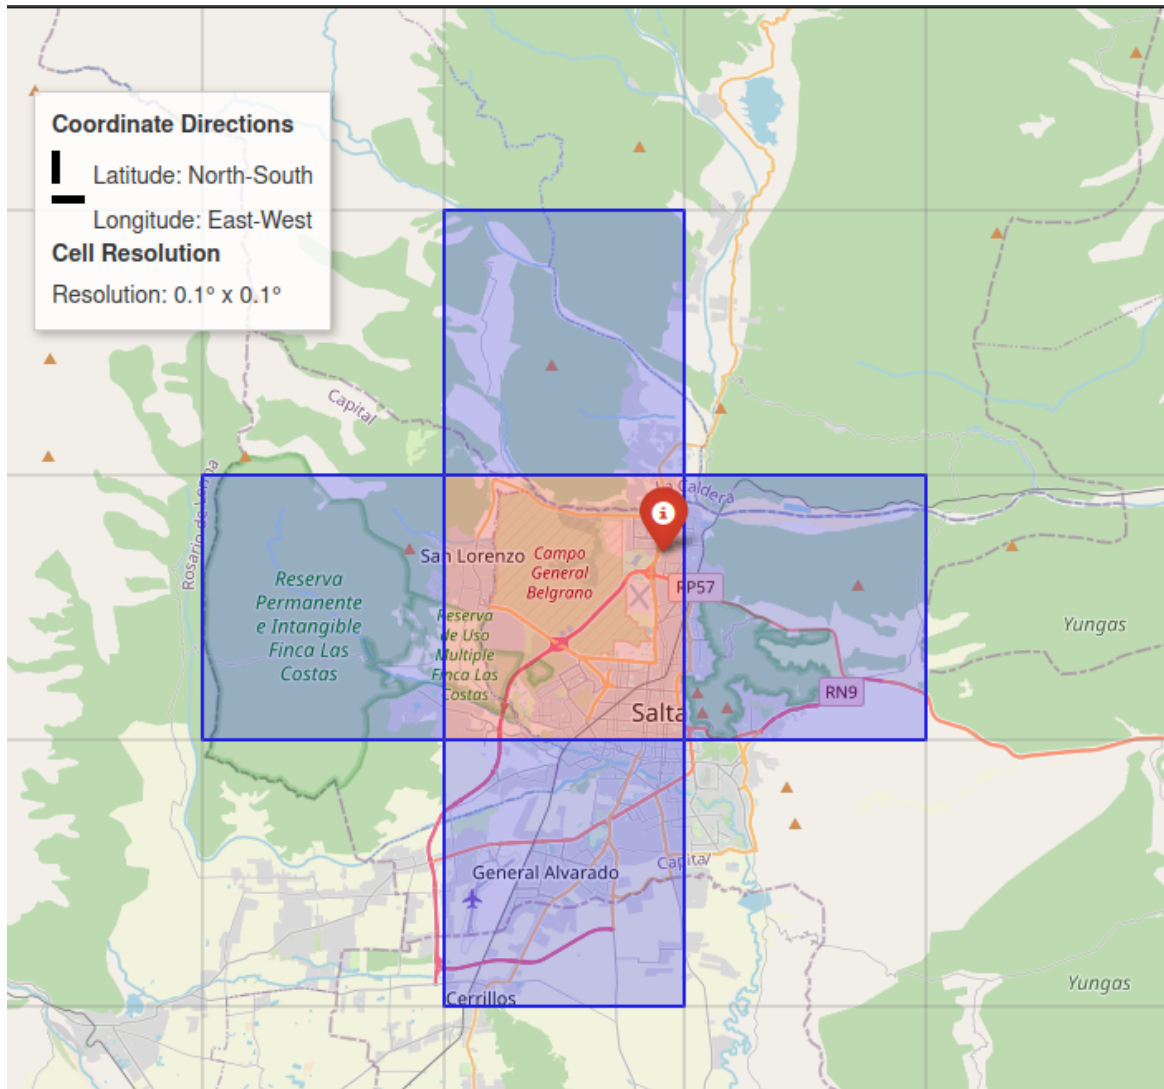 Coordinate Directions
Latitude: North-South
Longitude: East-West
Cell Resolution
Resolution: 0.1° x 0.1°
Capital
Rosario de Lerma
La Caldera
San Lorenzo
Campo
General
Belgrano
RP57
Reserva
Permanente
e Intangible
Finca Las
Costas
Reserva
de Uso
Multiple
Finca Las
Costas
Yungas
RN9
Salta
General Alvarado
Capital
Cerrillos
Yungas